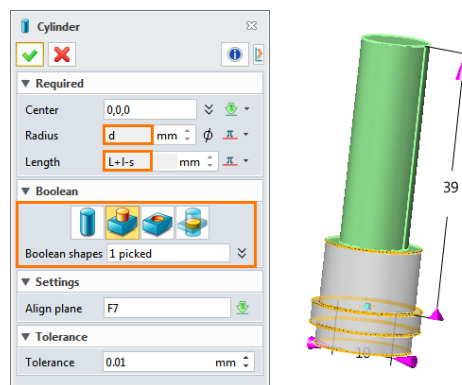 Cylinder
Required
Center 0,0,0
Radius d mm
Length L+l-s mm
Boolean
Boolean shapes 1 picked
Settings
Align plane F7
Tolerance
Tolerance 0.01 mm
39
10